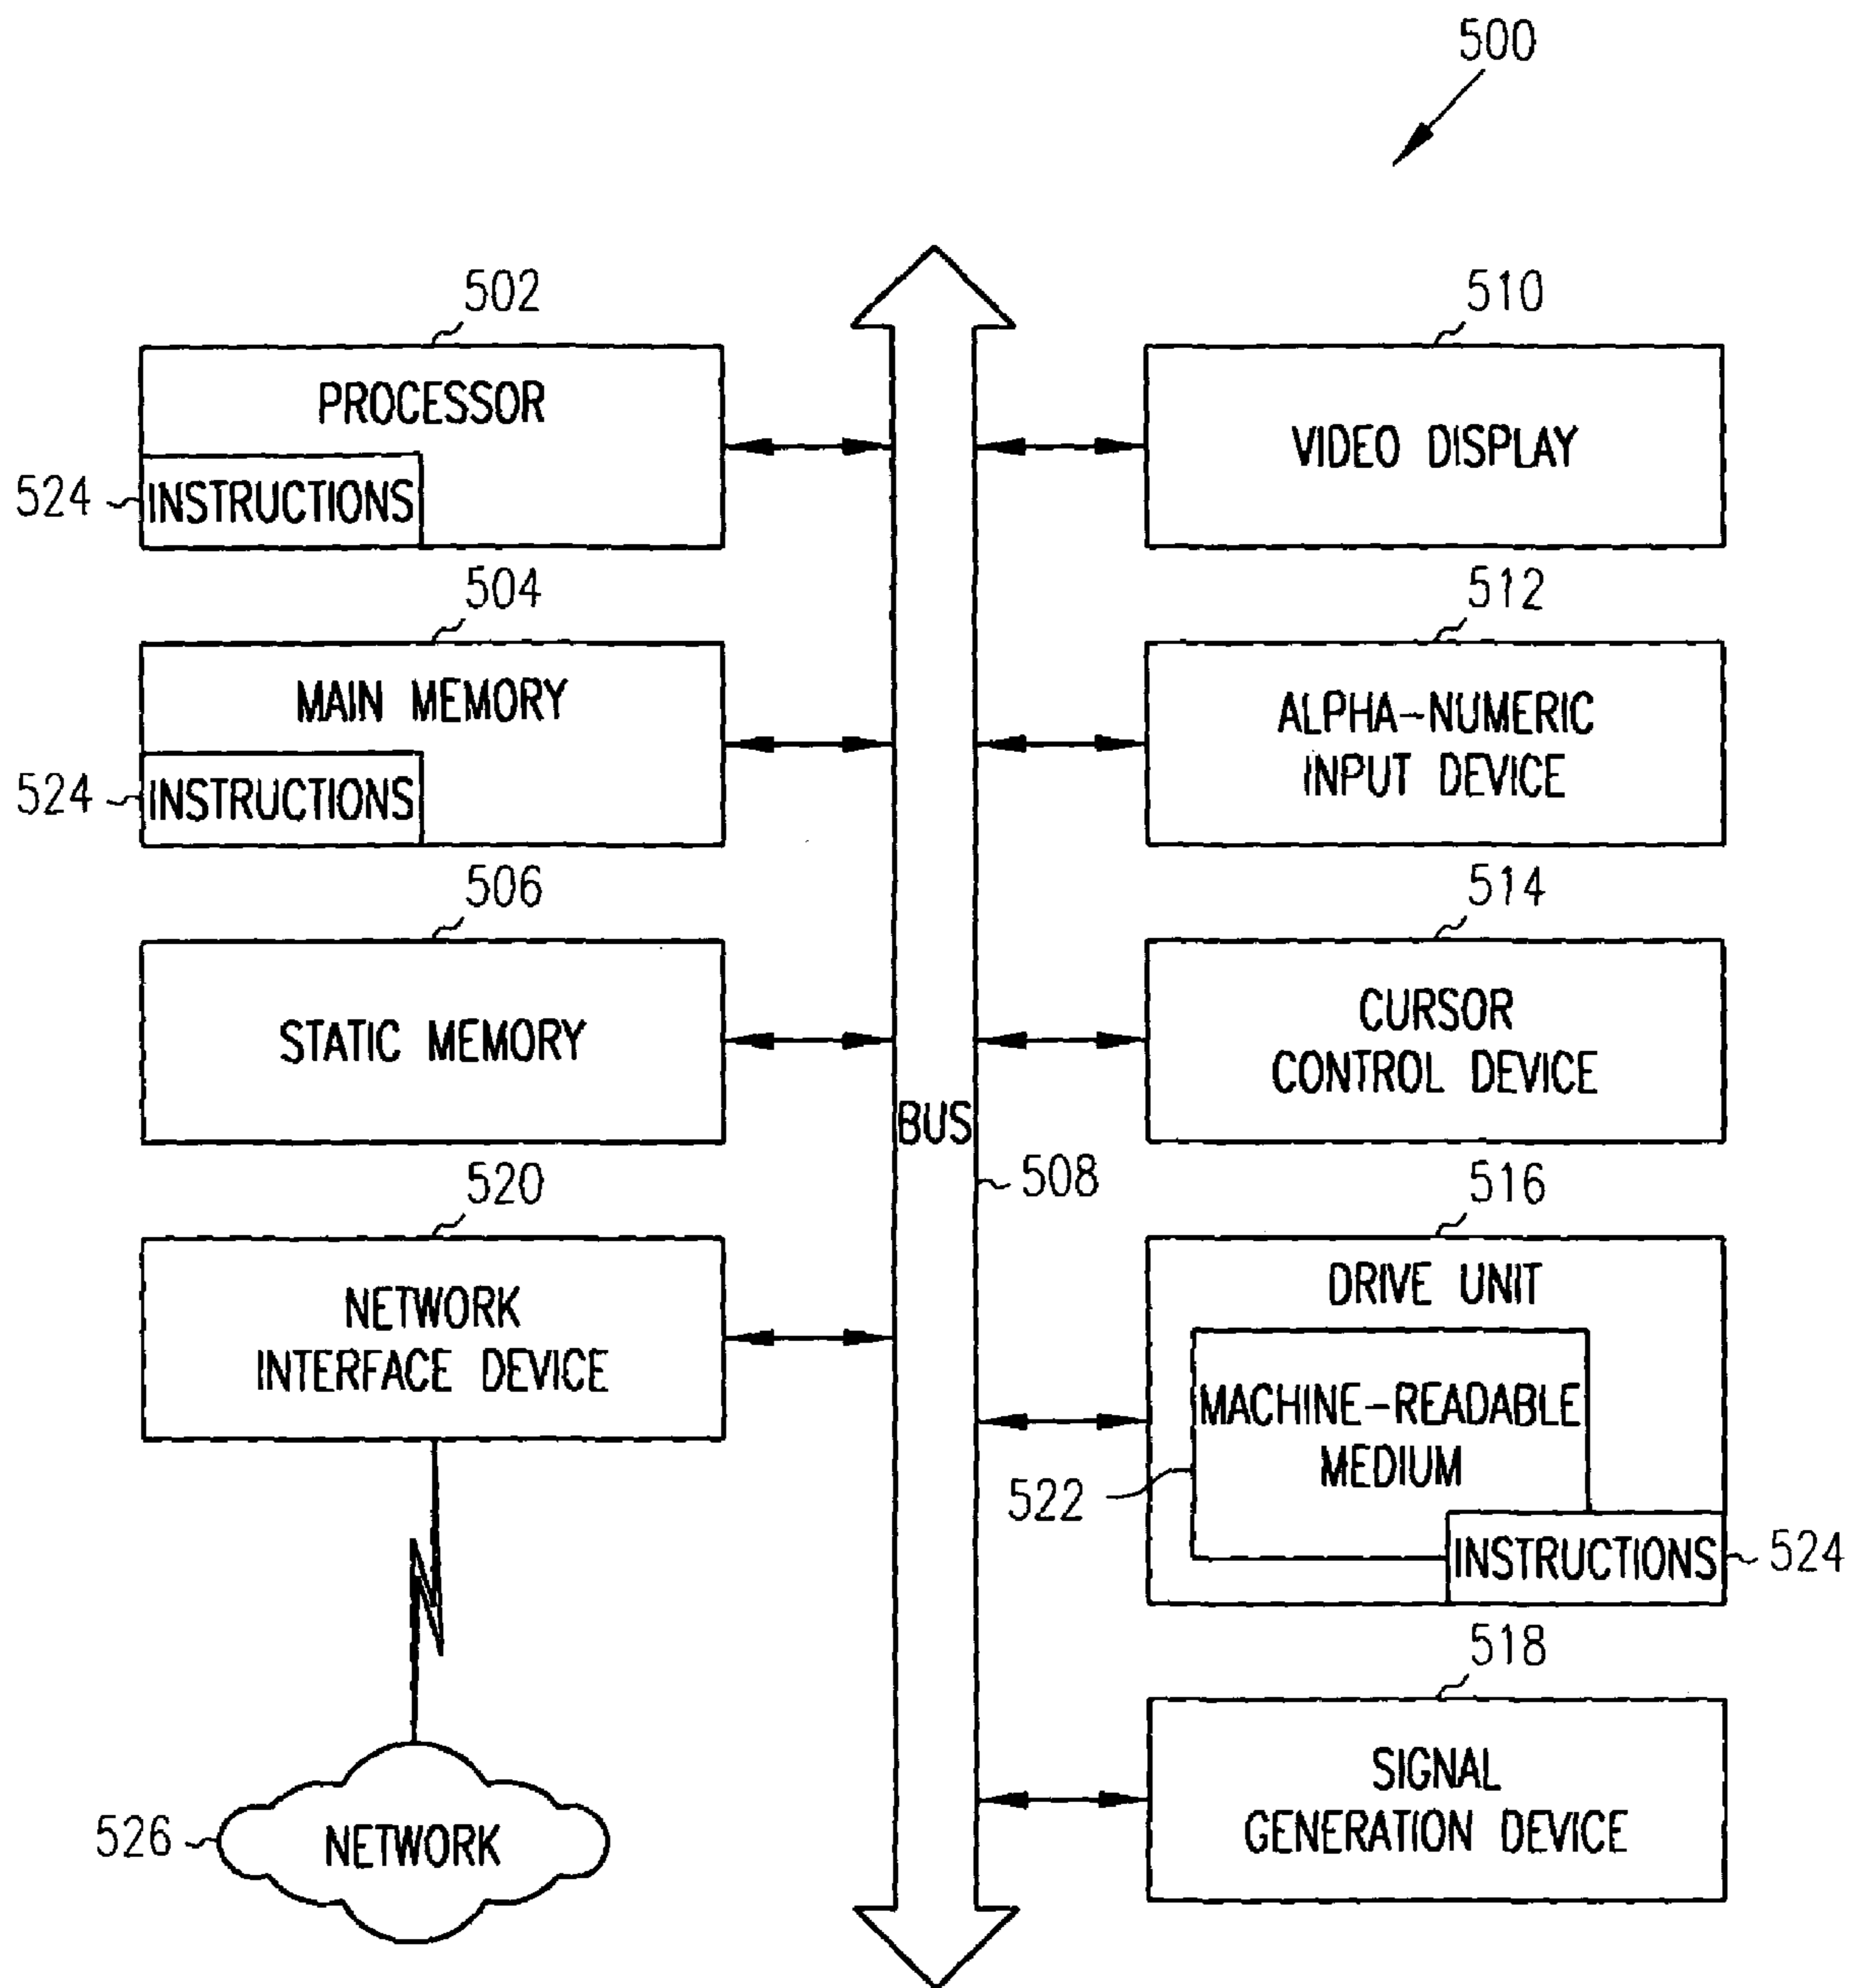 500
502
PROCESSOR
524
INSTRUCTIONS
504
MAIN MEMORY
524
INSTRUCTIONS
506
STATIC MEMORY
520
NETWORK
INTERFACE DEVICE
526
NETWORK
BUS
508
510
VIDEO DISPLAY
512
ALPHA-NUMERIC
INPUT DEVICE
514
CURSOR
CONTROL DEVICE
516
DRIVE UNIT
MACHINE-READABLE
MEDIUM
522
INSTRUCTIONS
524
518
SIGNAL
GENERATION DEVICE